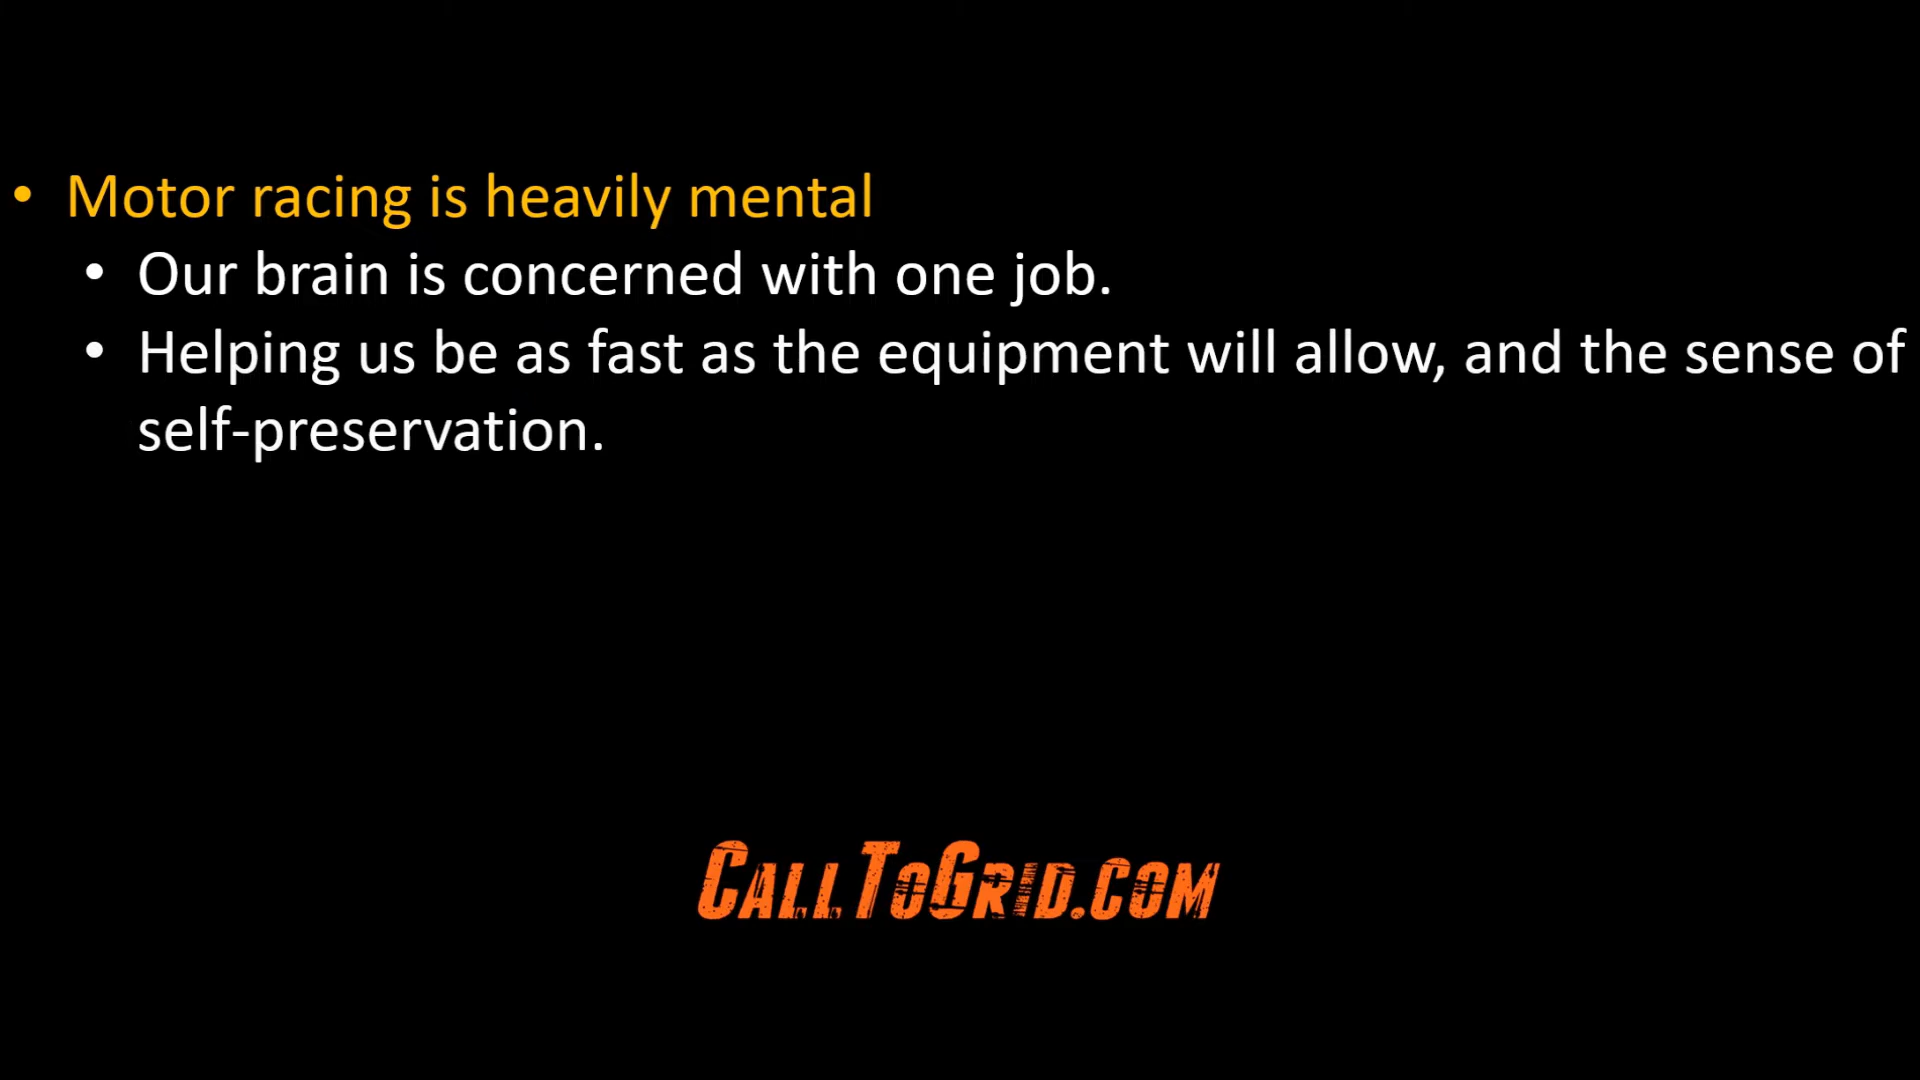 • Motor racing is heavily mental
• Our brain is concerned with one job.
• Helping us be as fast as the equipment will allow, and the sense of
self-preservation.
CallToGrid.com